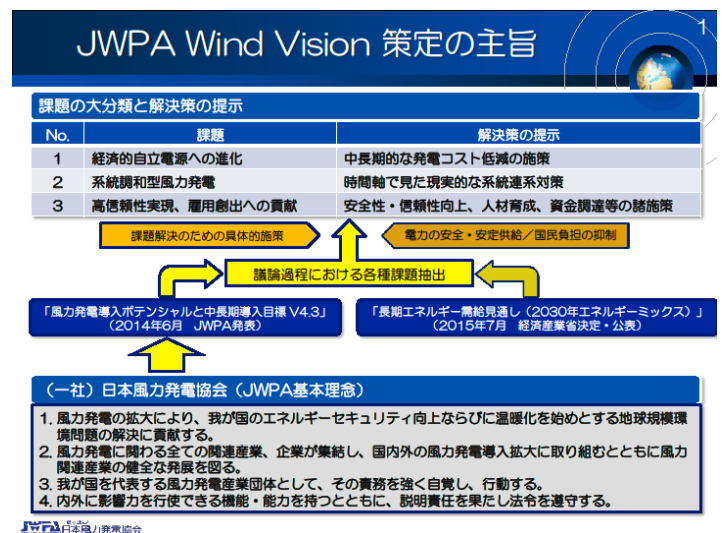 JWPA Wind Vision 策定の主旨
1
課題の大分類と解決策の提示
No. 課題 解決策の提示
1 経済的自立電源への進化 中長期的な発電コスト低減の施策
2 系統調和型風力発電 時間軸で見た現実的な系統連系対策
3 高信頼性実現、雇用創出への貢献 安全性・信頼性向上、人材育成、資金調達等の諸施策
課題解決のための具体的施策 電力の安全・安定供給/国民負担の抑制
議論過程における各種課題抽出
「風力発電導入ポテンシャルと中長期導入目標 V4.3」
(2014年6月 JWPA発表)
「長期エネルギー需給見通し(2030年エネルギーミックス)」
(2015年7月 経済産業省決定・公表)
(一社)日本風力発電協会(JWPA基本理念)
1. 風力発電の拡大により、我が国のエネルギーセキュリティ向上ならびに温暖化を始めとする地球規模環
境問題の解決に貢献する。
2. 風力発電に関わる全ての関連産業、企業が集結し、国内外の風力発電導入拡大に取り組むとともに風力
関連産業の健全な発展を図る。
3. 我が国を代表する風力発電産業団体として、その責務を強く自覚し、行動する。
4. 内外に影響力を行使できる機能・能力を持つとともに、説明責任を果たし法令を遵守する。
JWPA 日本風力発電協会